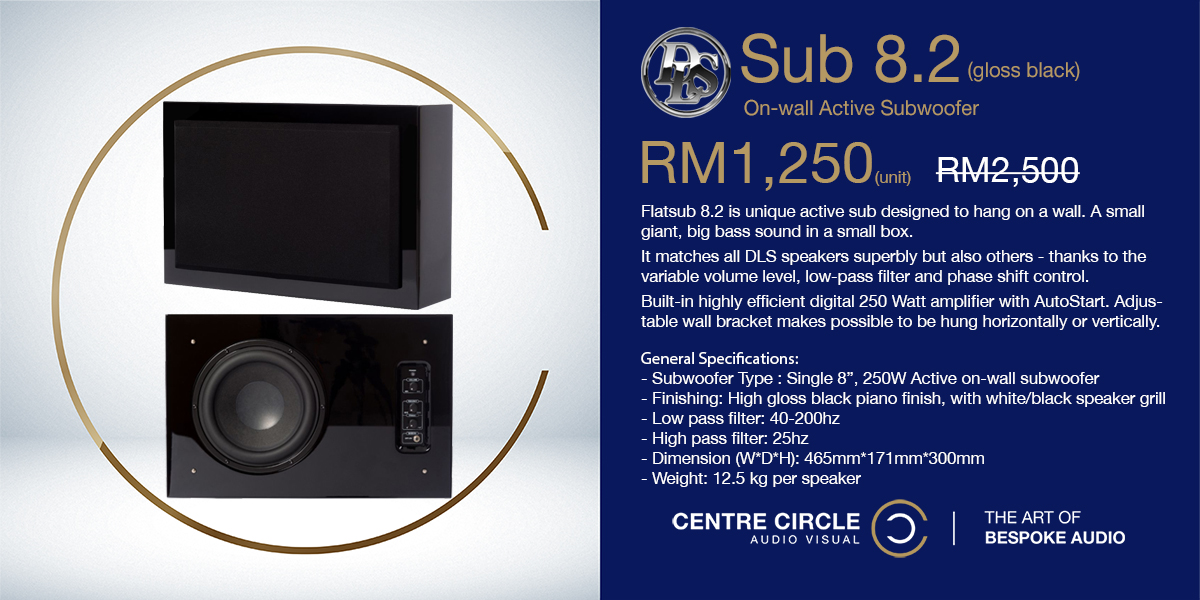 DLS
Sub 8.2 (gloss black)
On-wall Active Subwoofer
RM1,250 (unit) RM2,500
Flatsub 8.2 is unique active sub designed to hang on a wall. A small
giant, big bass sound in a small box.
It matches all DLS speakers superbly but also others - thanks to the
variable volume level, low-pass filter and phase shift control.
Built-in highly efficient digital 250 Watt amplifier with AutoStart. Adjus-
table wall bracket makes possible to be hung horizontally or vertically.
General Specifications:
- Subwoofer Type : Single 8”, 250W Active on-wall subwoofer
- Finishing: High gloss black piano finish, with white/black speaker grill
- Low pass filter: 40-200hz
- High pass filter: 25hz
- Dimension (W*D*H): 465mm*171mm*300mm
- Weight: 12.5 kg per speaker
CENTRE CIRCLE
AUDIO VISUAL
THE ART OF
BESPOKE AUDIO